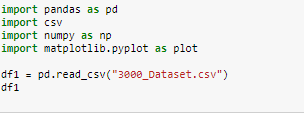 import pandas as pd
import csv
import numpy as np
import matplotlib.pyplot as plot
df1 = pd.read_csv("3000_Dataset.csv")
df1